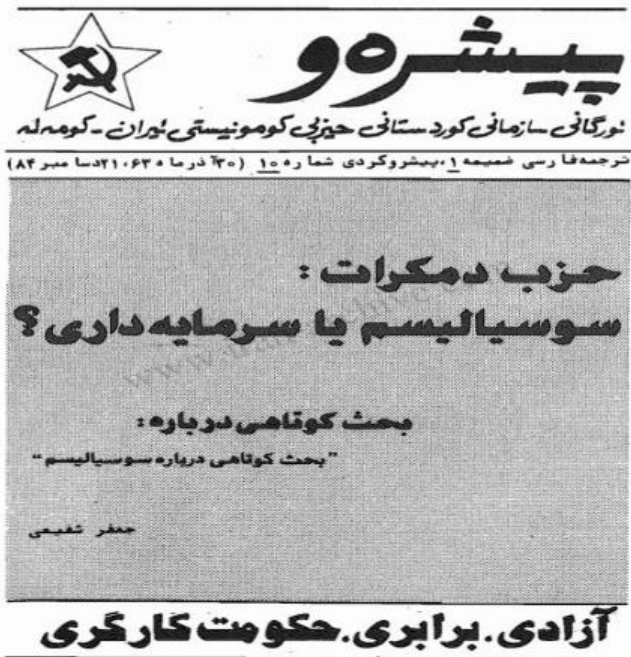 پیشرەو
ئورگانی سازمانی کوردستانی حیزبی کومونیستی ئیران - کومەلە
ترجمه فارسی ضمیمه ۱، پیشرو کردی شماره ۱۰ (۳۰ آذر ماه ۶۳، ۲۱ دسامبر ۸۴)
حزب دمکرات :
سوسیالیسم یا سرمایه داری؟
بحث کوتاهی درباره:
"بحث کوتاهی درباره سوسیالیسم"
جعفر شفیعی
آزادی. برابری. حکومت کارگری